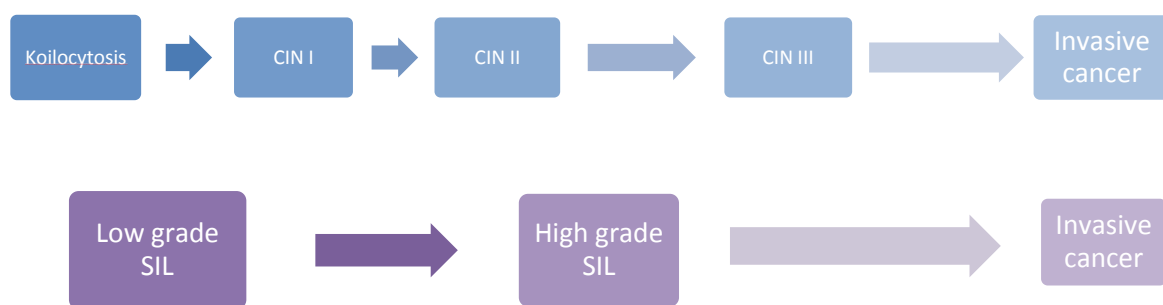 Koilocytosis
CIN I
CIN II
CIN III
Invasive
cancer
Low grade
SIL
High grade
SIL
Invasive
cancer